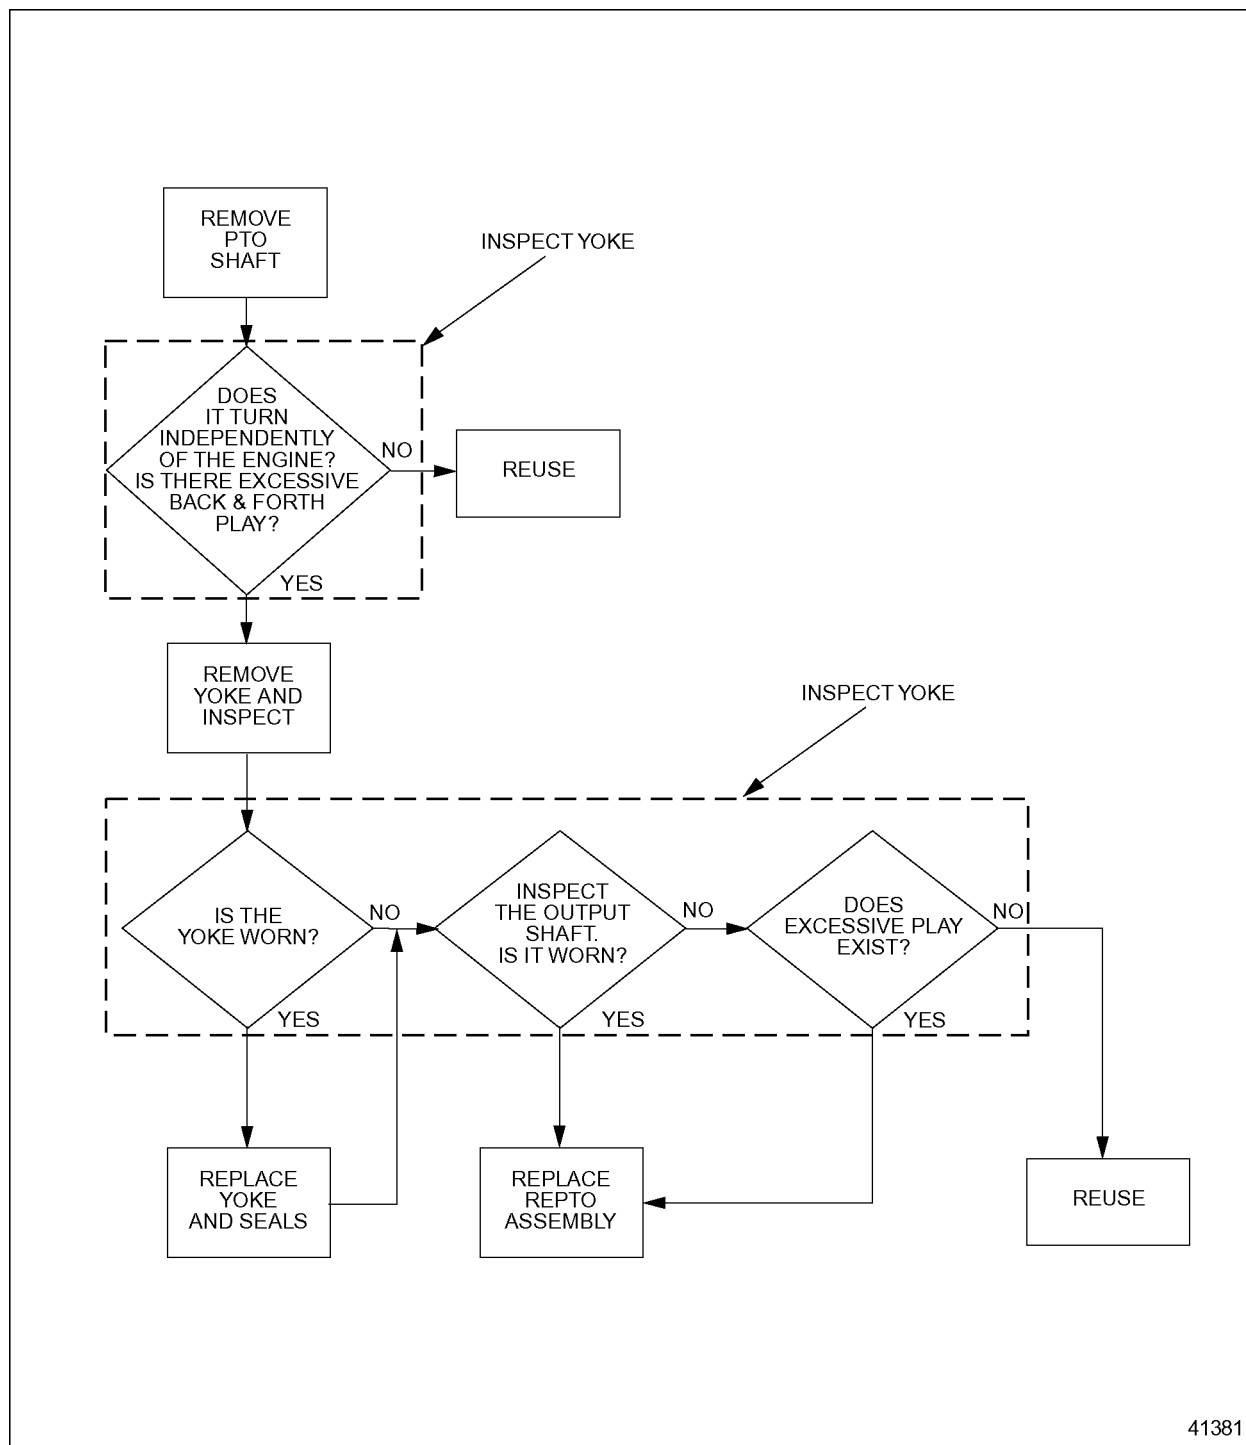 REMOVE
PTO
SHAFT
INSPECT YOKE
DOES
IT TURN
INDEPENDENTLY
OF THE ENGINE?
IS THERE EXCESSIVE
BACK & FORTH
PLAY?
NO
REUSE
YES
REMOVE
YOKE AND
INSPECT
INSPECT YOKE
IS THE
YOKE WORN?
NO
INSPECT
THE OUTPUT
SHAFT.
IS IT WORN?
NO
DOES
EXCESSIVE PLAY
EXIST?
NO
YES
YES
YES
REPLACE
YOKE
AND SEALS
REPLACE
REPTO
ASSEMBLY
REUSE
41381